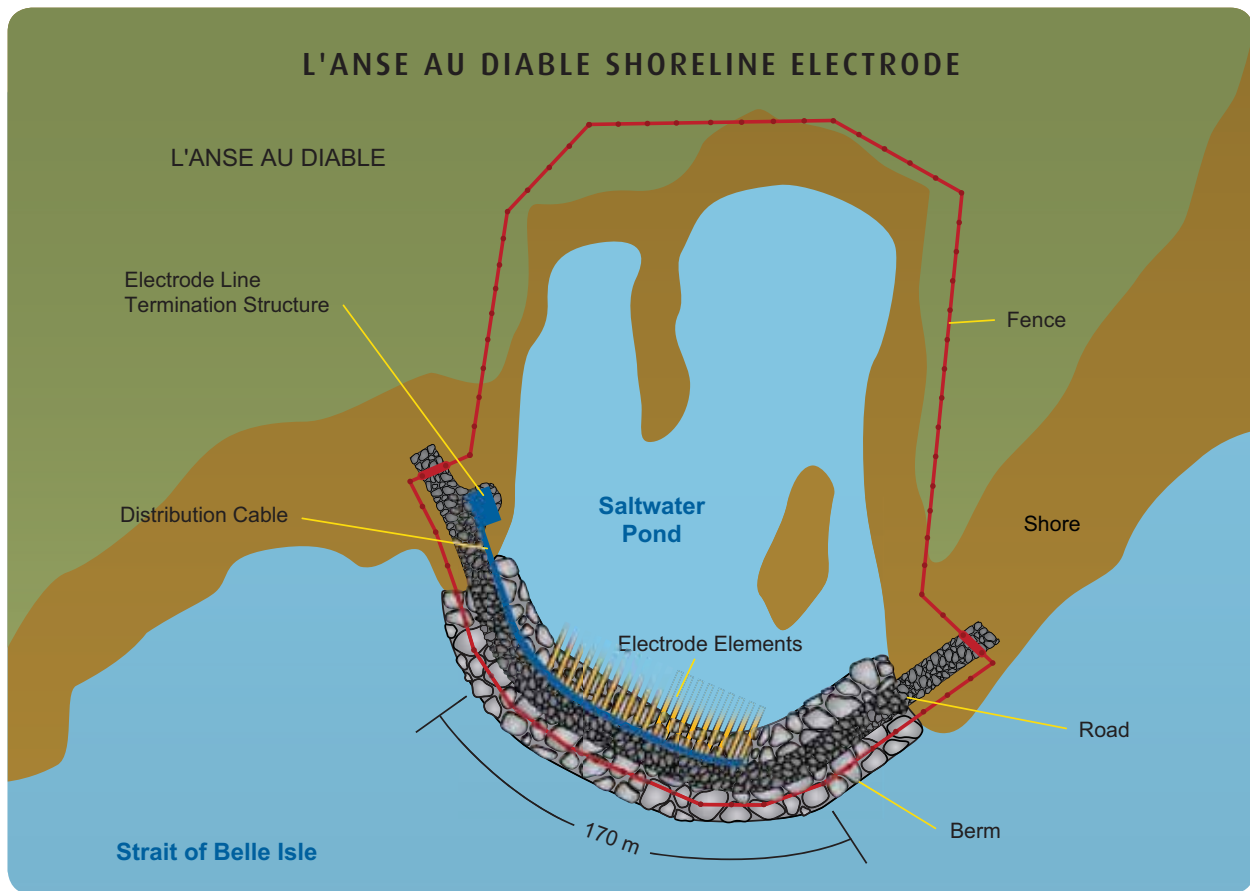 L'ANSE AU DIABLE SHORELINE ELECTRODE
L'ANSE AU DIABLE
Electrode Line
Termination Structure
Fence
Distribution Cable
Saltwater
Pond
Shore
Electrode Elements
Road
Berm
170 m
Strait of Belle Isle